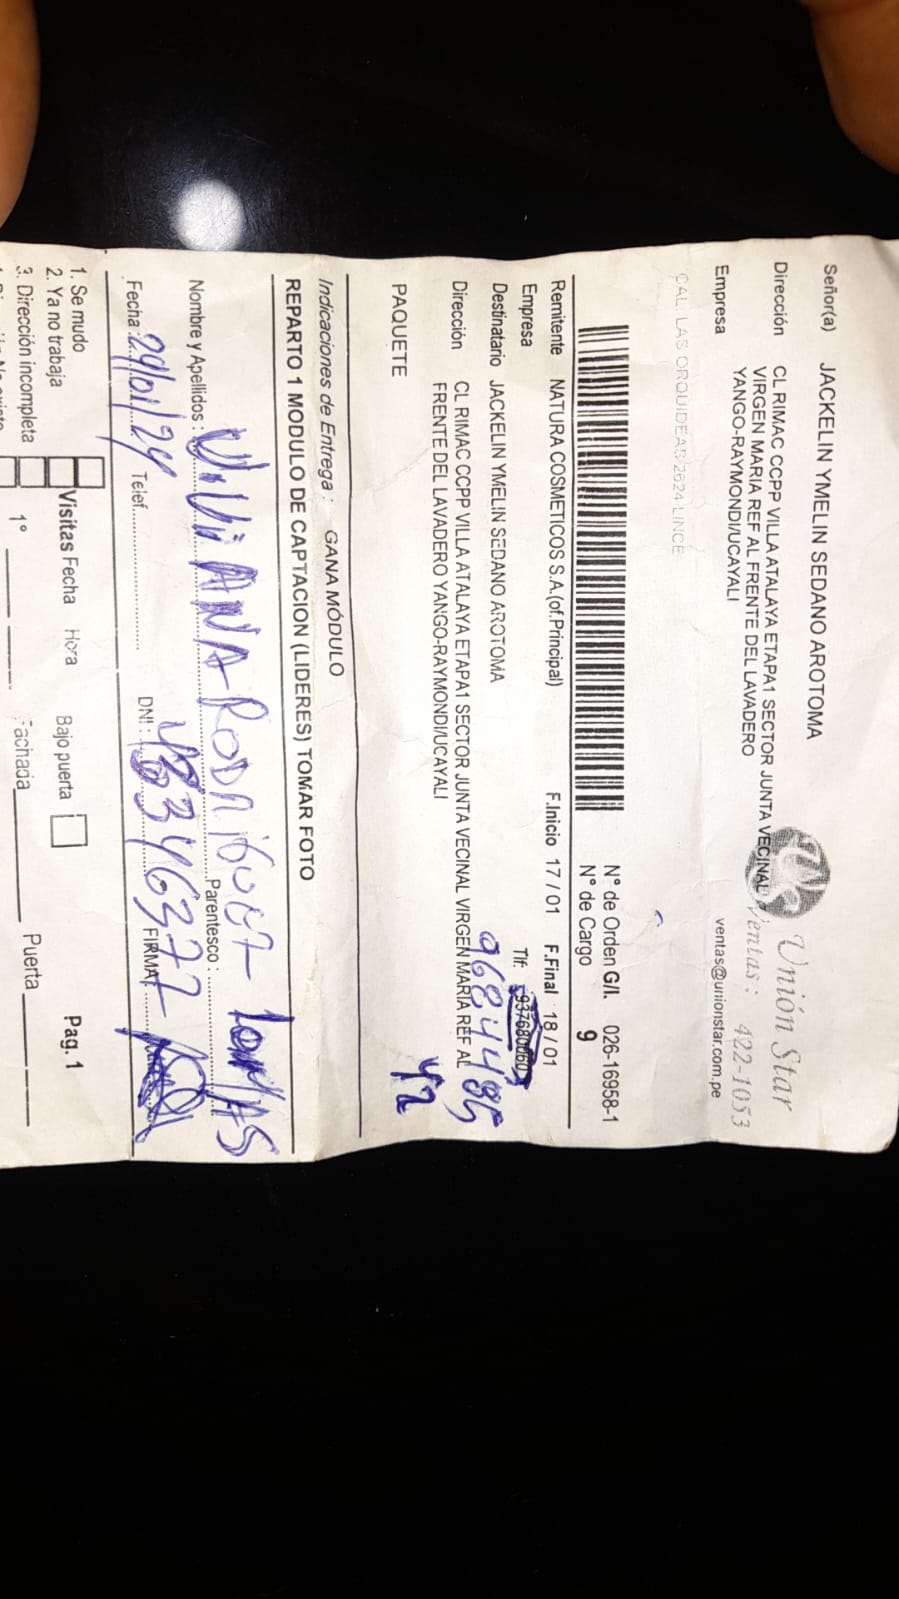 Señor(a) JACKELIN YMELIN SEDANO AROTOMA
Unión Star
Dirección CL RIMAC CCPP VILLA ATALAYA ETAPA1 SECTOR JUNTA VECINAL
VIRGEN MARIA REF AL FRENTE DEL LAVADERO
YANGO-RAYMONDI/UCAYALI
Ventas: 422-1053
Empresa ventas@unionstar.com.pe
CAL LAS ORQUIDEAS 2624 LINCE
N° de Orden G/I. 026-16958-1
N° de Cargo 9
Remitente NATURA COSMETICOS S.A.(of.Principal) F.Inicio 17 / 01 F.Final 18 / 01
Empresa Tlf:
Destinatario JACKELIN YMELIN SEDANO AROTOMA 9684485
Dirección CL RIMAC CCPP VILLA ATALAYA ETAPA1 SECTOR JUNTA VECINAL VIRGEN MARIA REF AL
FRENTE DEL LAVADERO YANGO-RAYMONDI/UCAYALI
PAQUETE 42
Indicaciones de Entrega : GANA MÓDULO
REPARTO 1 MODULO DE CAPTACION (LIDERES) TOMAR FOTO
Nombre y Apellidos : ViViANA RODRiGUEZ Parentesco :
Fecha : 24/01/24 Telef. DNI : 48346377 FIRMA
1. Se mudo Visitas Fecha Hora Bajo puerta Pag. 1
2. Ya no trabaja
3. Dirección incompleta 1° Fachada Puerta